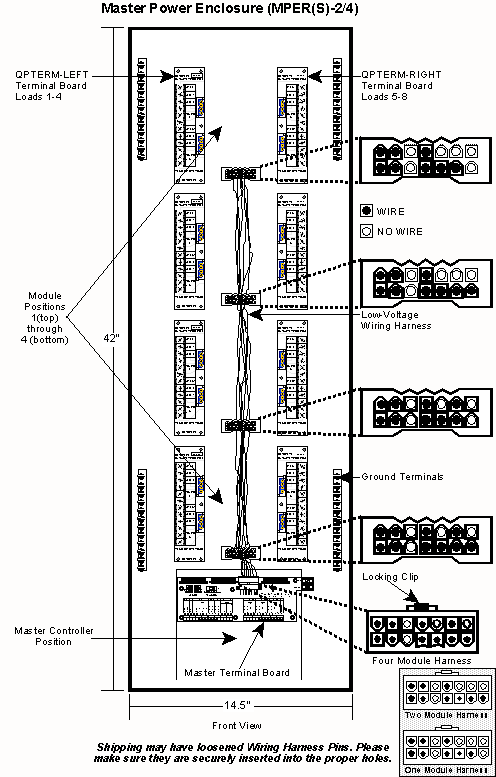 Master Power Enclosure (MPER(S)-2/4)
QPTERM-LEFT
Terminal Board
Loads 1-4
QPTERM-RIGHT
Terminal Board
Loads 5-8
WIRE
NO WIRE
Module
Positions
1(top)
through
4 (bottom)
42"
Low-Voltage
Wiring Harness
Ground Terminals
Locking Clip
Master Controller
Position
Master Terminal Board
Four Module Harness
14.5"
Front View
Two Module Harness
One Module Harness
Shipping may have loosened Wiring Harness Pins. Please
make sure they are securely inserted into the proper holes.